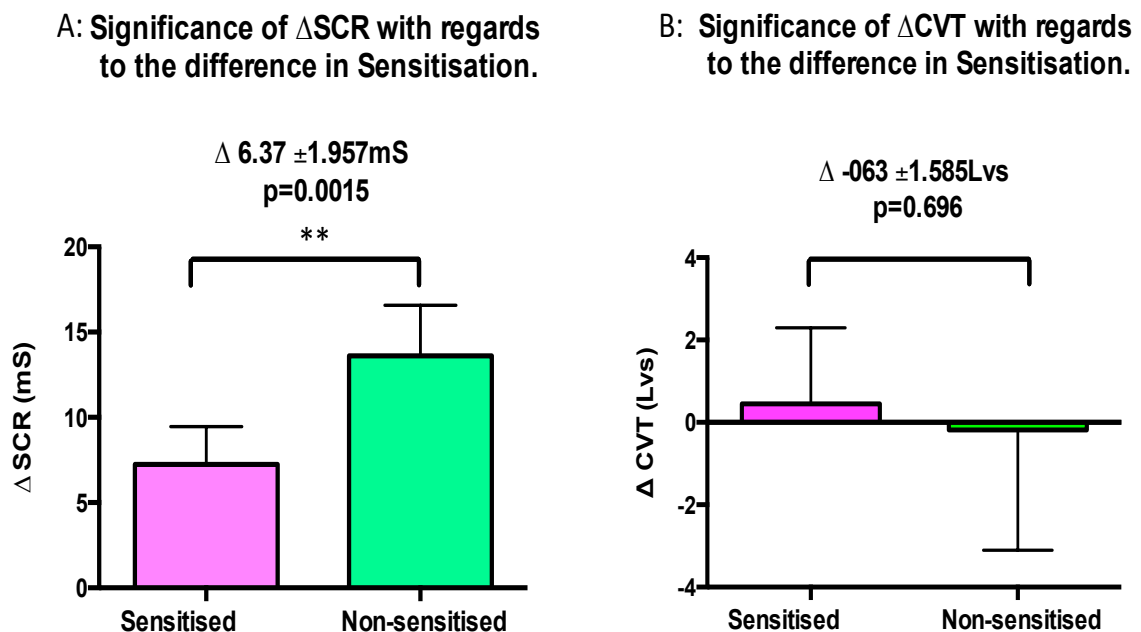 A: Significance of ΔSCR with regards
to the difference in Sensitisation.
Δ 6.37 ±1.957mS
p=0.0015
**
20
15
10
5
0
Δ SCR (mS)
Sensitised
Non-sensitised
B: Significance of ΔCVT with regards
to the difference in Sensitisation.
Δ -063 ±1.585Lvs
p=0.696
4
2
0
-2
-4
Δ CVT (Lvs)
Sensitised
Non-sensitised